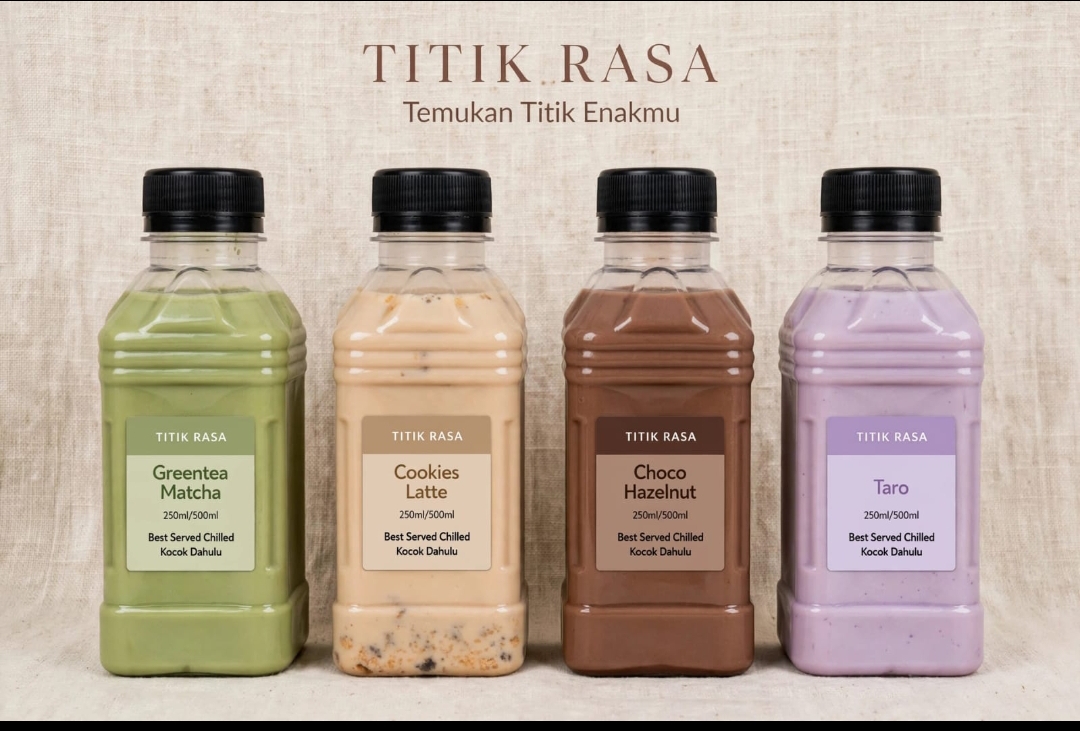 TITIK RASA
Temukan Titik Enakmu
TITIK RASA
Greentea
Matcha
250ml/500ml
Best Served Chilled
Kocok Dahulu
TITIK RASA
Cookies
Latte
250ml/500ml
Best Served Chilled
Kocok Dahulu
TITIK RASA
Choco
Hazelnut
250ml/500ml
Best Served Chilled
Kocok Dahulu
TITIK RASA
Taro
250ml/500ml
Best Served Chilled
Kocok Dahulu